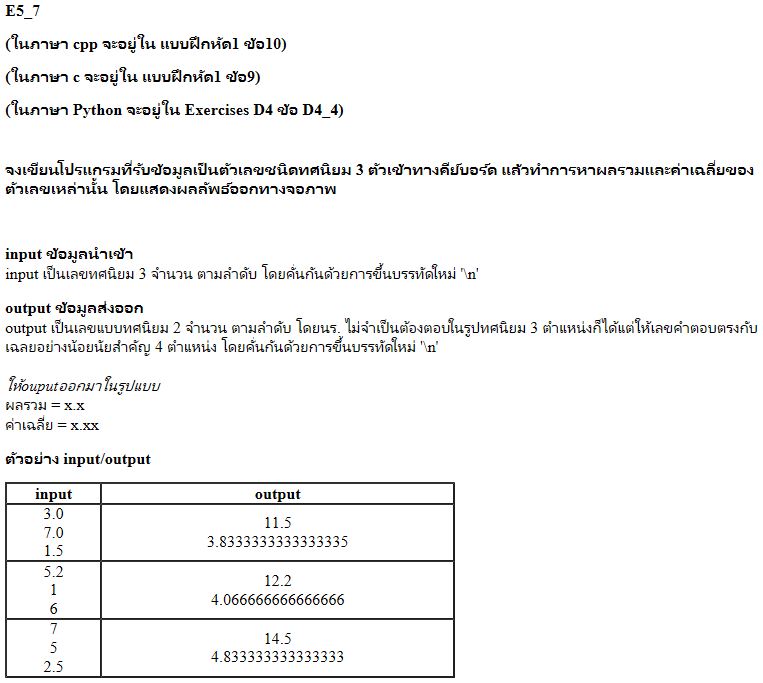 E5_7
(ในภาษา cpp จะอยู่ใน แบบฝึกหัด1 ข้อ10)
(ในภาษา c จะอยู่ใน แบบฝึกหัด1 ข้อ9)
(ในภาษา Python จะอยู่ใน Exercises D4 ข้อ D4_4)
จงเขียนโปรแกรมที่รับข้อมูลเป็นตัวเลขชนิดทศนิยม 3 ตัวเข้าทางคีย์บอร์ด แล้วทำการหาผลรวมและค่าเฉลี่ยของ
ตัวเลขเหล่านั้น โดยแสดงผลลัพธ์ออกทางจอภาพ
input ข้อมูลนำเข้า
input เป็นเลขทศนิยม 3 จำนวน ตามลำดับ โดยคั่นกันด้วยการขึ้นบรรทัดใหม่ '\n'
output ข้อมูลส่งออก
output เป็นเลขแบบทศนิยม 2 จำนวน ตามลำดับ โดยนร. ไม่จำเป็นต้องตอบในรูปทศนิยม 3 ตำแหน่งก็ได้แต่ให้เลขคำตอบตรงกับ
เฉลยอย่างน้อยนัยสำคัญ 4 ตำแหน่ง โดยคั่นกันด้วยการขึ้นบรรทัดใหม่ '\n'
ให้ouputออกมาในรูปแบบ
ผลรวม = x.x
ค่าเฉลี่ย = x.xx
ตัวอย่าง input/output
input output
3.0
7.0
1.5
11.5
3.8333333333333335
5.2
1
6
12.2
4.066666666666666
7
5
2.5
14.5
4.833333333333333